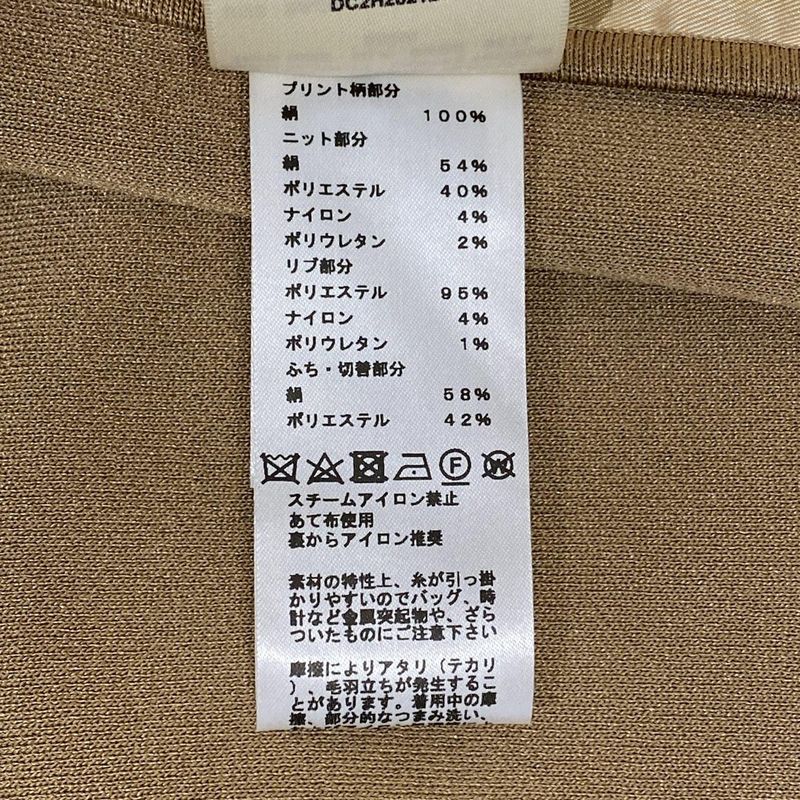 プリント柄部分
絹 100%
ニット部分
絹 54%
ポリエステル 40%
ナイロン 4%
ポリウレタン 2%
リブ部分
ポリエステル 95%
ナイロン 4%
ポリウレタン 1%
ふち・切替部分
絹 58%
ポリエステル 42%
F W
スチームアイロン禁止
あて布使用
裏からアイロン推奨
素材の特性上、糸が引っ掛
かりやすいのでバッグ、時
計など金属突起物や、ざら
ついたものにご注意下さい
摩擦によりアタリ(テカリ
)、毛羽立ちが発生するこ
とがあります。着用中の摩
擦、部分的なつまみ洗い、